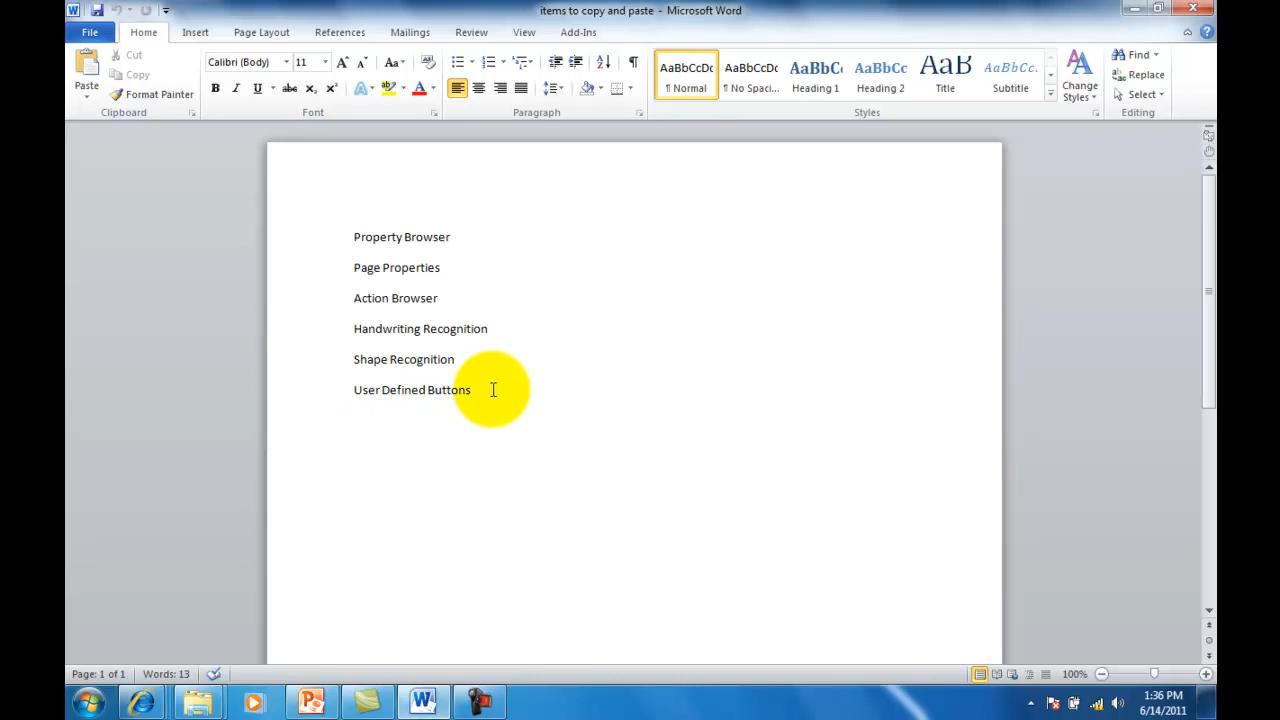 items to copy and paste - Microsoft Word
File Home Insert Page Layout References Mailings Review View Add-Ins
Paste
Cut
Copy
Format Painter
Clipboard
Calibri (Body) 11
Font
Paragraph
AaBbCcDc AaBbCcDc AaBbC AaBbCc AaB AaBbCc.
¶ Normal ¶ No Spaci... Heading 1 Heading 2 Title Subtitle
Change Styles
Styles
Find
Replace
Select
Editing
Property Browser
Page Properties
Action Browser
Handwriting Recognition
Shape Recognition
User Defined Buttons
Page: 1 of 1 Words: 13 100%
1:36 PM
6/14/2011